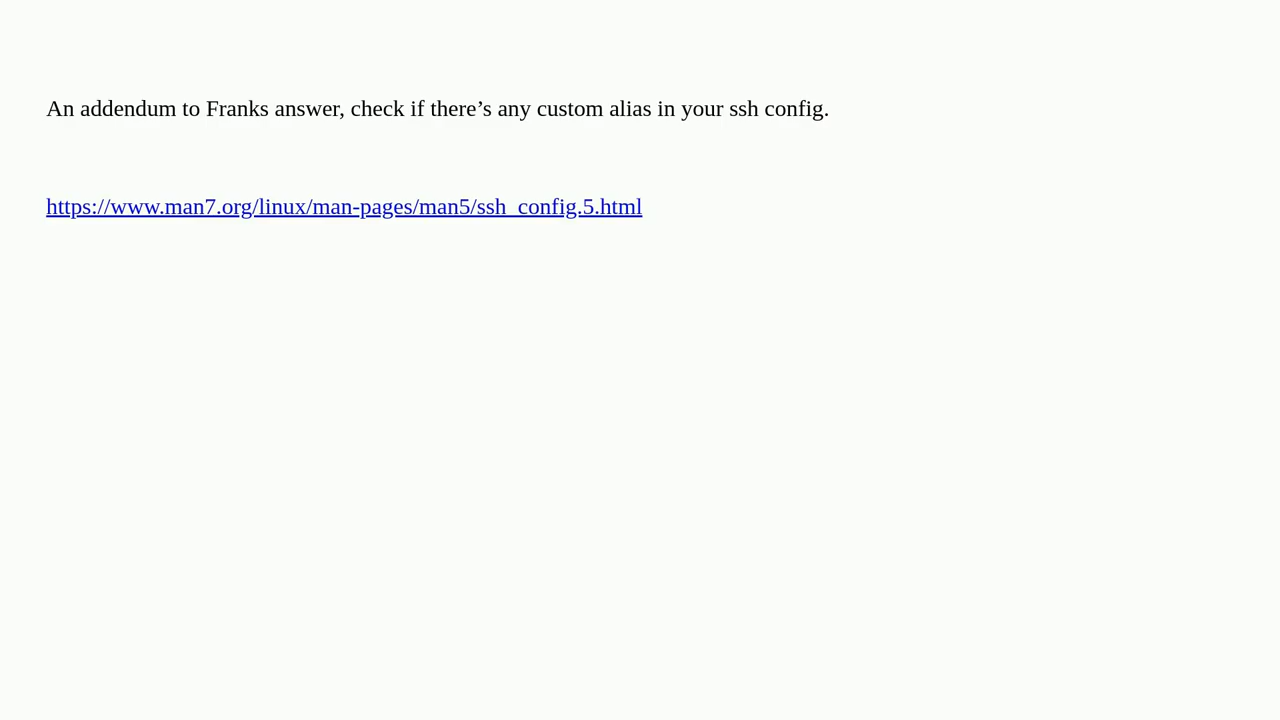 An addendum to Franks answer, check if there’s any custom alias in your ssh config.
https://www.man7.org/linux/man-pages/man5/ssh_config.5.html